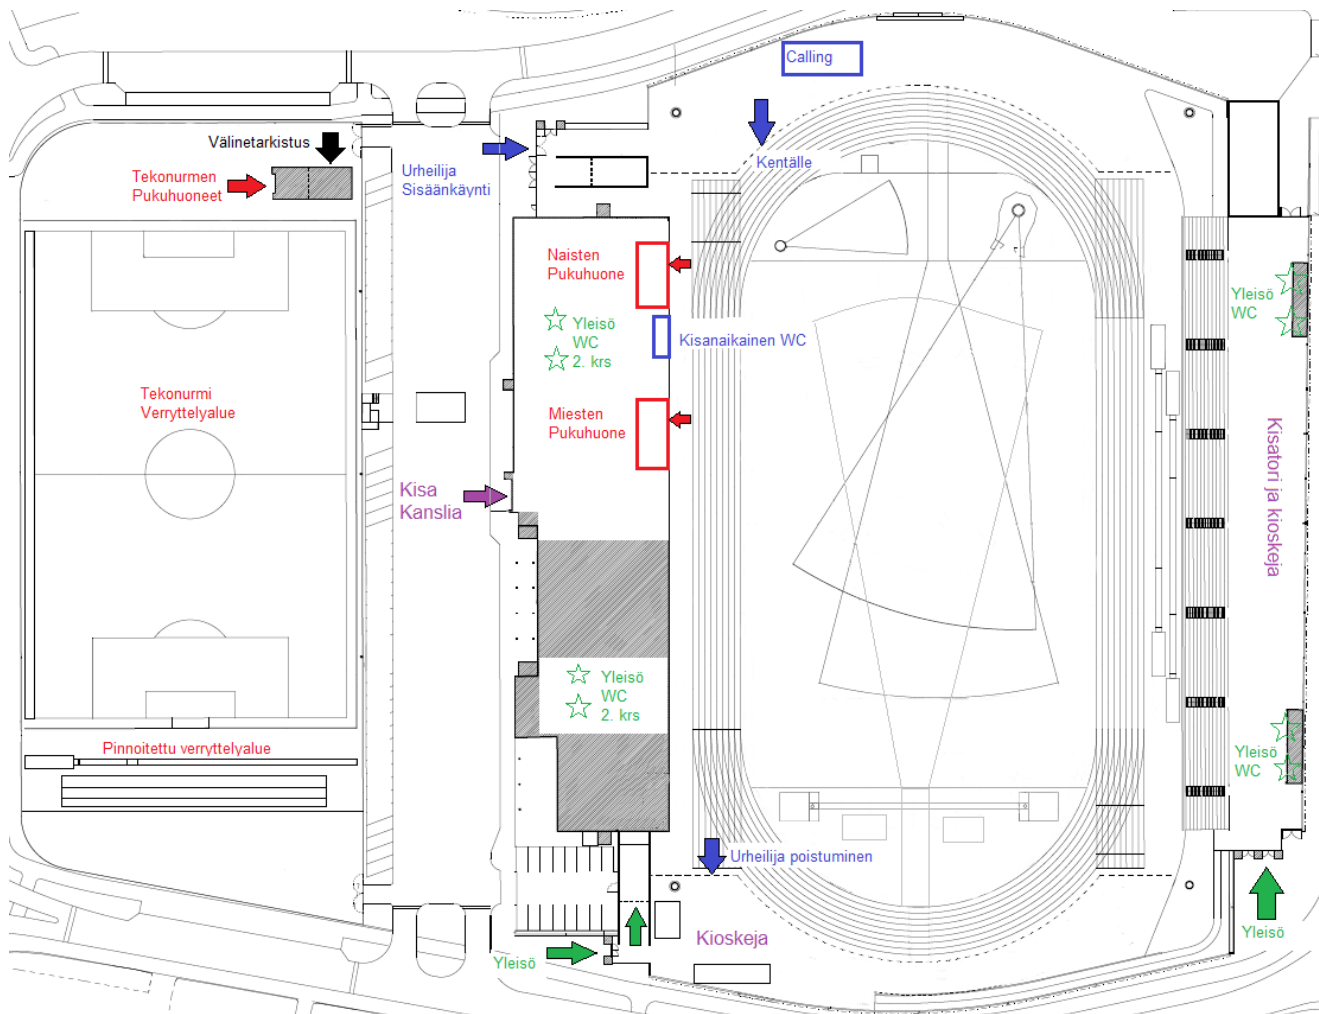 Calling
Välinetarkistus
Urheilija
Sisäänkäynti
Kentälle
Tekonurmen
Pukuhuoneet
Naisten
Pukuhuone
Yleisö
WC
2. krs
Kisanaikainen WC
Yleisö
WC
Tekonurmi
Verryttelyalue
Miesten
Pukuhuone
Kisatori ja kioskeja
Kisa
Kanslia
Yleisö
WC
2. krs
Pinnoitettu verryttelyalue
Yleisö
WC
Urheilija poistuminen
Kioskeja
Yleisö
Yleisö